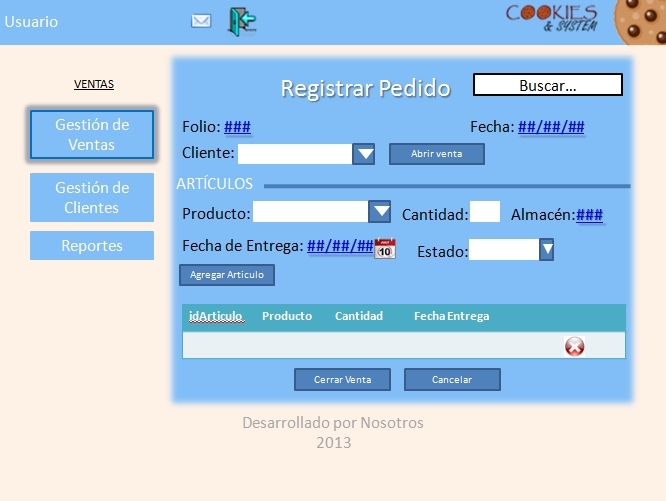 Usuario
COOKIES
& SYSTEM
VENTAS
Gestión de
Ventas
Gestión de
Clientes
Reportes
Registrar Pedido
Buscar...
Folio: ###
Fecha: ##/##/##
Cliente:
Abrir venta
ARTÍCULOS
Producto:
Cantidad:
Almacén:###
Fecha de Entrega: ##/##/##
10
Estado:
Agregar Articulo
idArticulo Producto Cantidad Fecha Entrega
Cerrar Venta
Cancelar
Desarrollado por Nosotros
2013